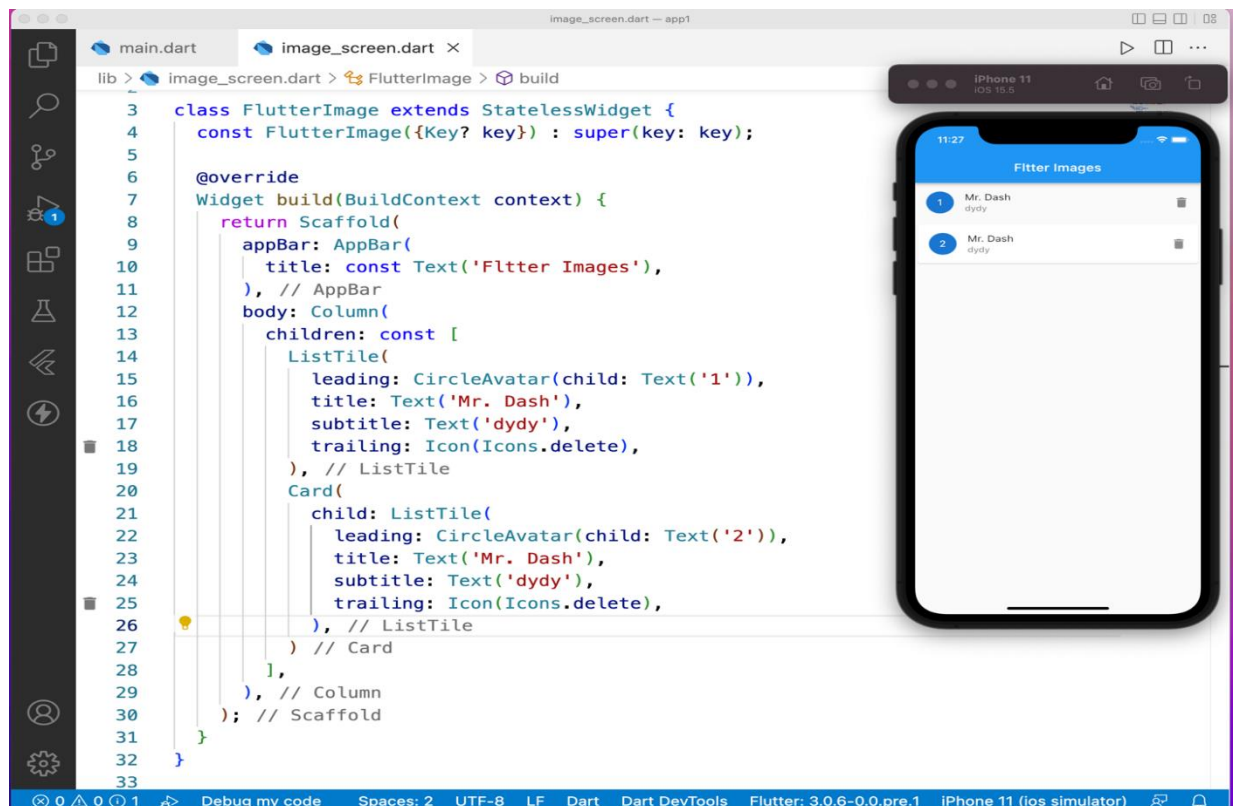 image_screen.dart — app1
main.dart
image_screen.dart
lib > image_screen.dart > FlutterImage > build
2
3 class FlutterImage extends StatelessWidget {
4 const FlutterImage({Key? key}) : super(key: key);
5
6 @override
7 Widget build(BuildContext context) {
8 return Scaffold(
9 appBar: AppBar(
10 title: const Text('Fltter Images'),
11 ), // AppBar
12 body: Column(
13 children: const [
14 ListTile(
15 leading: CircleAvatar(child: Text('1')),
16 title: Text('Mr. Dash'),
17 subtitle: Text('dydy'),
18 trailing: Icon(Icons.delete),
19 ), // ListTile
20 Card(
21 child: ListTile(
22 leading: CircleAvatar(child: Text('2')),
23 title: Text('Mr. Dash'),
24 subtitle: Text('dydy'),
25 trailing: Icon(Icons.delete),
26 ), // ListTile
27 ) // Card
28 ],
29 ), // Column
30 ); // Scaffold
31 }
32 }
33
iPhone 11
iOS 15.5
11:27
Fltter Images
1 Mr. Dash
dydy
2 Mr. Dash
dydy
1
0 0 1 Debug my code Spaces: 2 UTF-8 LF Dart Dart DevTools Flutter: 3.0.6-0.0.pre.1 iPhone 11 (ios simulator)